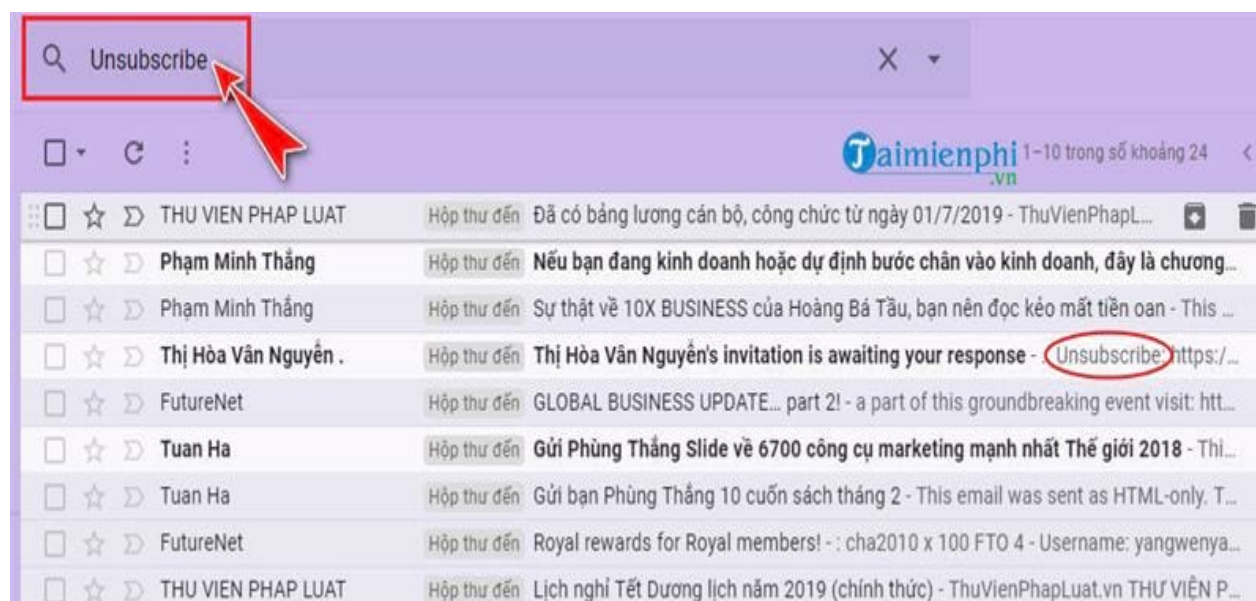 Unsubscribe
Taimienphi.vn 1–10 trong số khoảng 24
THU VIEN PHAP LUAT Hộp thư đến Đã có bảng lương cán bộ, công chức từ ngày 01/7/2019 - ThuVienPhapL...
Phạm Minh Thắng Hộp thư đến Nếu bạn đang kinh doanh hoặc dự định bước chân vào kinh doanh, đây là chương...
Phạm Minh Thắng Hộp thư đến Sự thật về 10X BUSINESS của Hoàng Bá Tầu, bạn nên đọc kẻo mất tiền oan - This ...
Thị Hòa Vân Nguyễn . Hộp thư đến Thị Hòa Vân Nguyễn's invitation is awaiting your response - . Unsubscribe: https:/...
FutureNet Hộp thư đến GLOBAL BUSINESS UPDATE... part 2! - a part of this groundbreaking event visit: htt...
Tuan Ha Hộp thư đến Gửi Phùng Thắng Slide về 6700 công cụ marketing mạnh nhất Thế giới 2018 - Thi...
Tuan Ha Hộp thư đến Gửi bạn Phùng Thắng 10 cuốn sách tháng 2 - This email was sent as HTML-only. T...
FutureNet Hộp thư đến Royal rewards for Royal members! - : cha2010 x 100 FTO 4 - Username: yangwenya...
THU VIEN PHAP LUAT Hộp thư đến Lịch nghỉ Tết Dương lịch năm 2019 (chính thức) - ThuVienPhapLuat.vn THƯ VIỆN P...